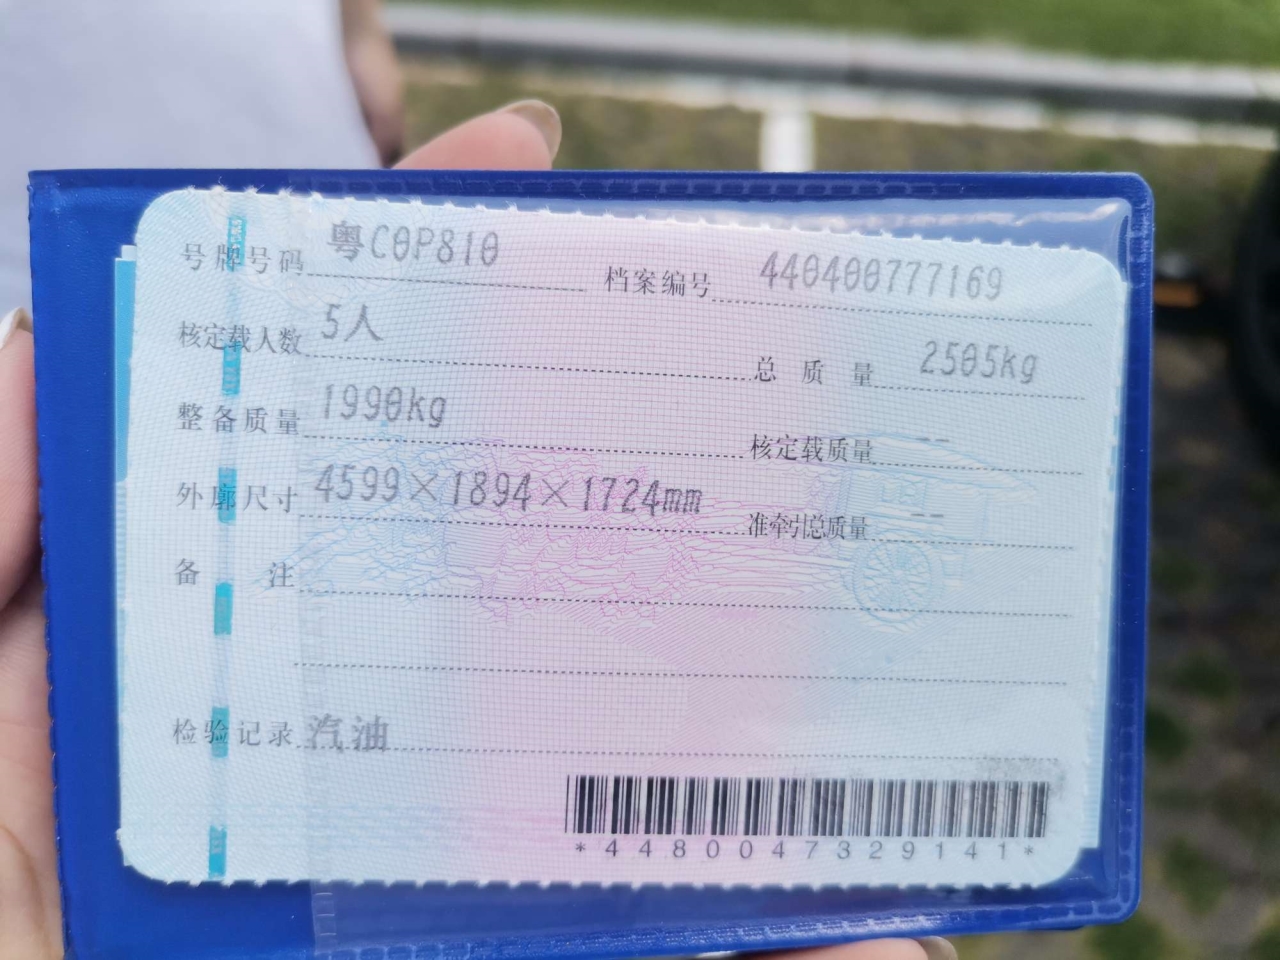 号牌号码 粤C0P810 档案编号 440400777169
核定载人数 5人 总质量 2505kg
整备质量 1990kg 核定载质量 --
外廓尺寸 4599×1894×1724mm 准牵引总质量 --
备注
检验记录 汽油
*4480047329141*